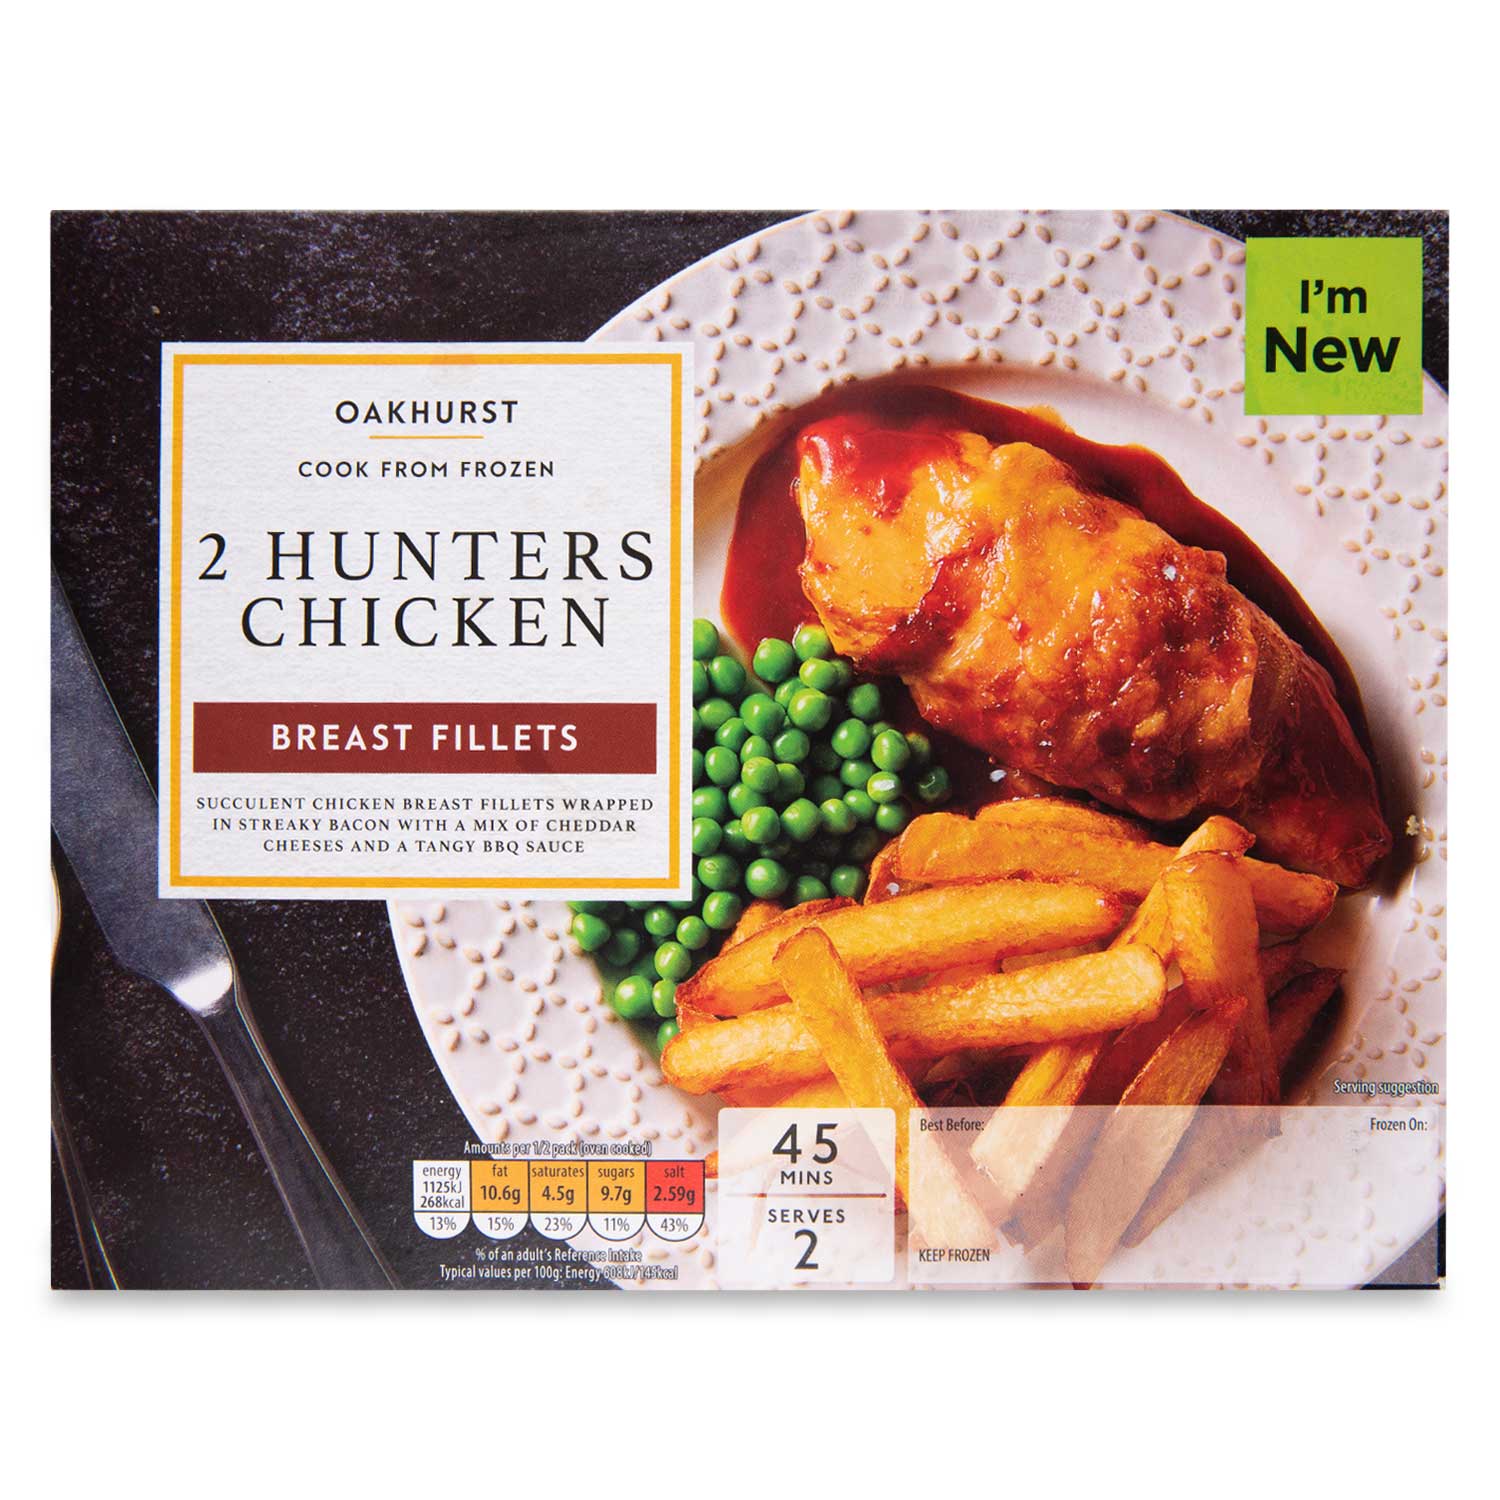 I'm
New
OAKHURST
COOK FROM FROZEN
2 HUNTERS
CHICKEN
BREAST FILLETS
SUCCULENT CHICKEN BREAST FILLETS WRAPPED
IN STREAKY BACON WITH A MIX OF CHEDDAR
CHEESES AND A TANGY BBQ SAUCE
Serving suggestion
Amounts per 1/2 pack (oven cooked)
energy 1125kJ 268kcal 13%
fat 10.6g 15%
saturates 4.5g 23%
sugars 9.7g 11%
salt 2.59g 43%
% of an adult's Reference Intake
Typical values per 100g: Energy 608kJ/145kcal
45
MINS
SERVES
2
Best Before:
Frozen On:
KEEP FROZEN